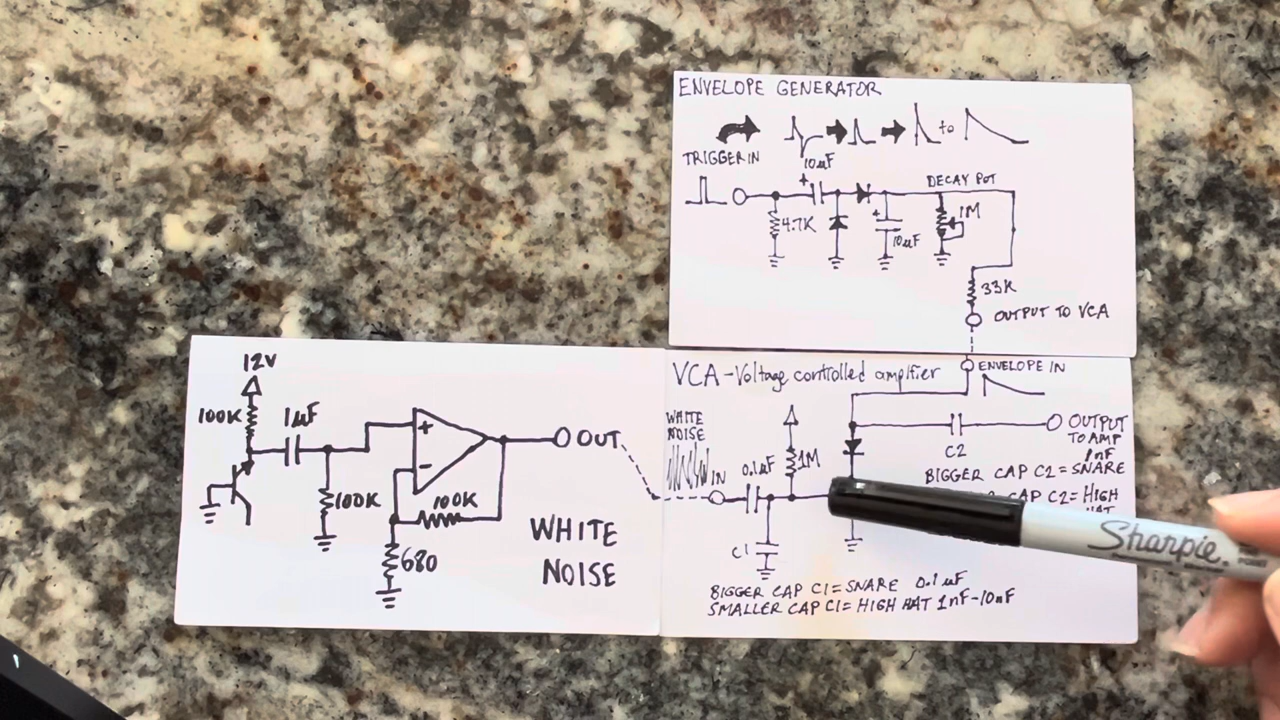 ENVELOPE GENERATOR
to
TRIGGER IN
10uF
+
DECAY POT
4.7K
+
10uF
1M
33K
OUTPUT TO VCA
12V
100K
1uF
+
-
OUT
100K
100K
680
WHITE
NOISE
VCA-Voltage controlled amplifier
ENVELOPE IN
WHITE
NOISE
IN
0.1uF
1M
C1
C2
OUTPUT
TO AMP
1nF
BIGGER CAP C2=SNARE
CAP C2=HIGH
BIGGER CAP C1=SNARE 0.1uF
SMALLER CAP C1=HIGH HAT 1nF-10nF
Sharpie